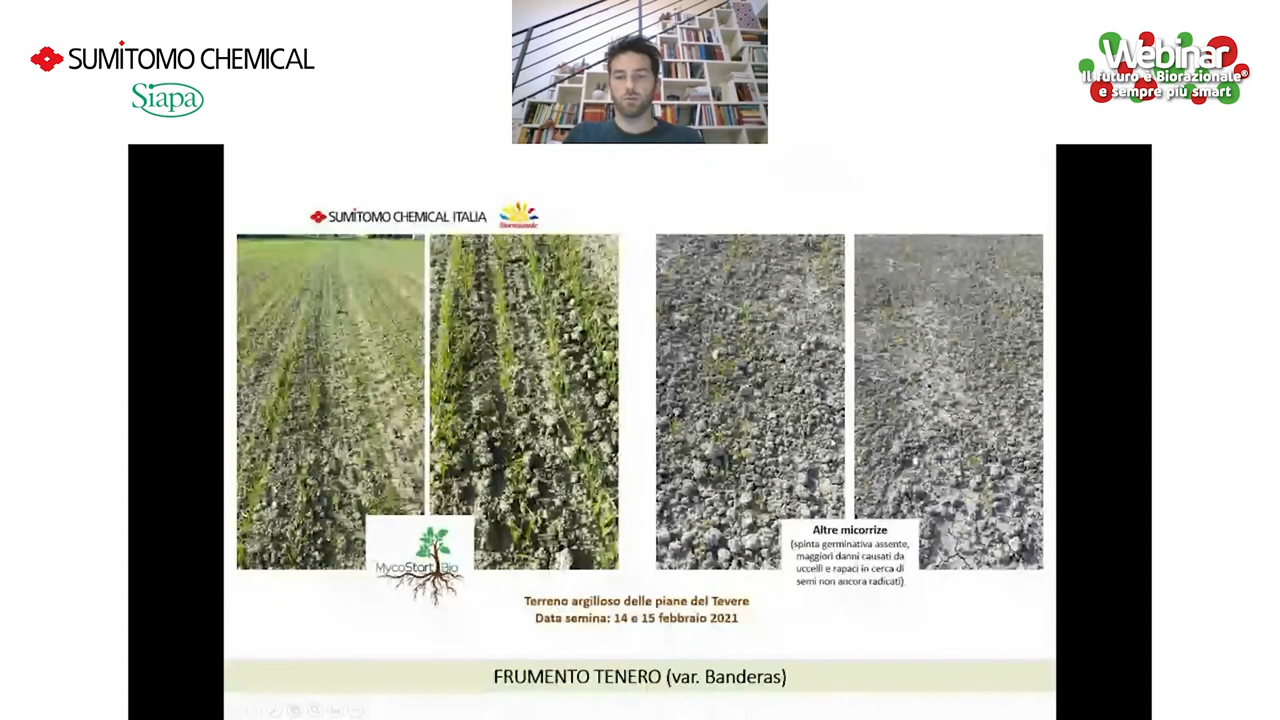 SUMITOMO CHEMICAL
Siapa
Webinar
Il futuro è Biorazionale®
e sempre più smart
SUMITOMO CHEMICAL ITALIA
Biorazionale
MycoStart Bio
Altre micorrize
(spinta germinativa assente,
maggiori danni causati da
uccelli e rapaci in cerca di
semi non ancora radicati)
Terreno argilloso delle piane del Tevere
Data semina: 14 e 15 febbraio 2021
FRUMENTO TENERO (var. Banderas)